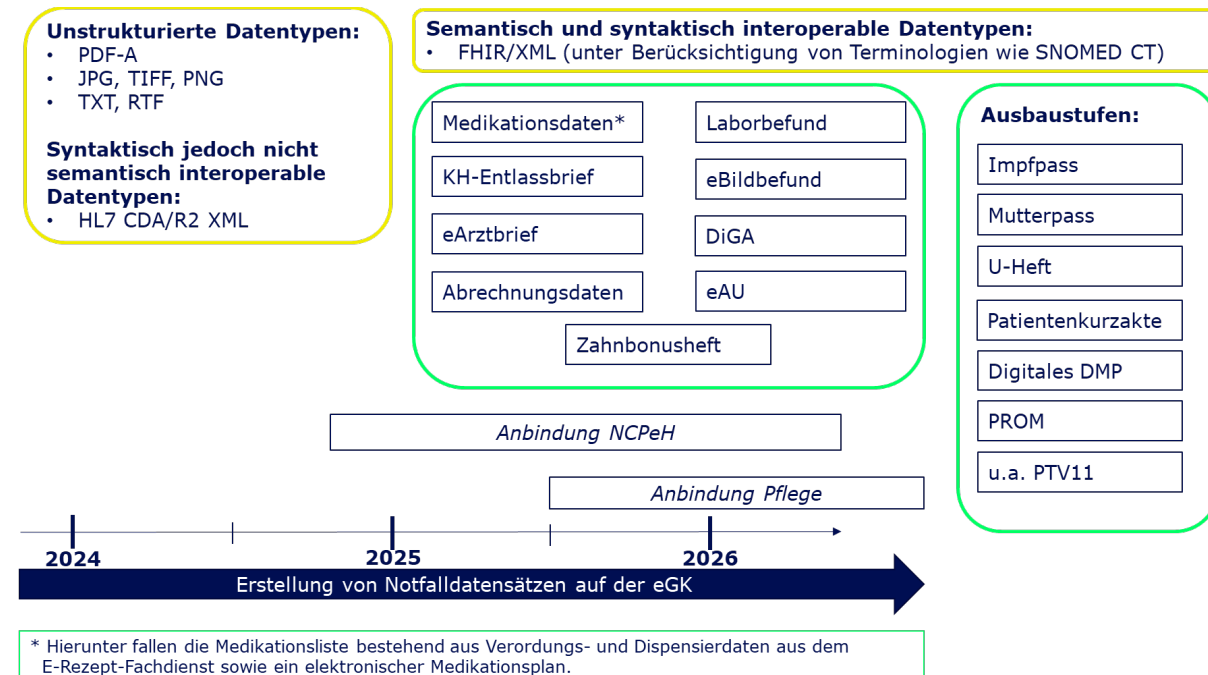 Unstrukturierte Datentypen:
• PDF-A
• JPG, TIFF, PNG
• TXT, RTF
Syntaktisch jedoch nicht
semantisch interoperable
Datentypen:
• HL7 CDA/R2 XML
Semantisch und syntaktisch interoperable Datentypen:
• FHIR/XML (unter Berücksichtigung von Terminologien wie SNOMED CT)
Medikationsdaten*
Laborbefund
KH-Entlassbrief
eBildbefund
eArztbrief
DiGA
Abrechnungsdaten
eAU
Zahnbonusheft
Ausbaustufen:
Impfpass
Mutterpass
U-Heft
Patientenkurzakte
Digitales DMP
PROM
u.a. PTV11
Anbindung NCPeH
Anbindung Pflege
2024
2025
2026
Erstellung von Notfalldatensätzen auf der eGK
* Hierunter fallen die Medikationsliste bestehend aus Verordungs- und Dispensierdaten aus dem
E-Rezept-Fachdienst sowie ein elektronischer Medikationsplan.